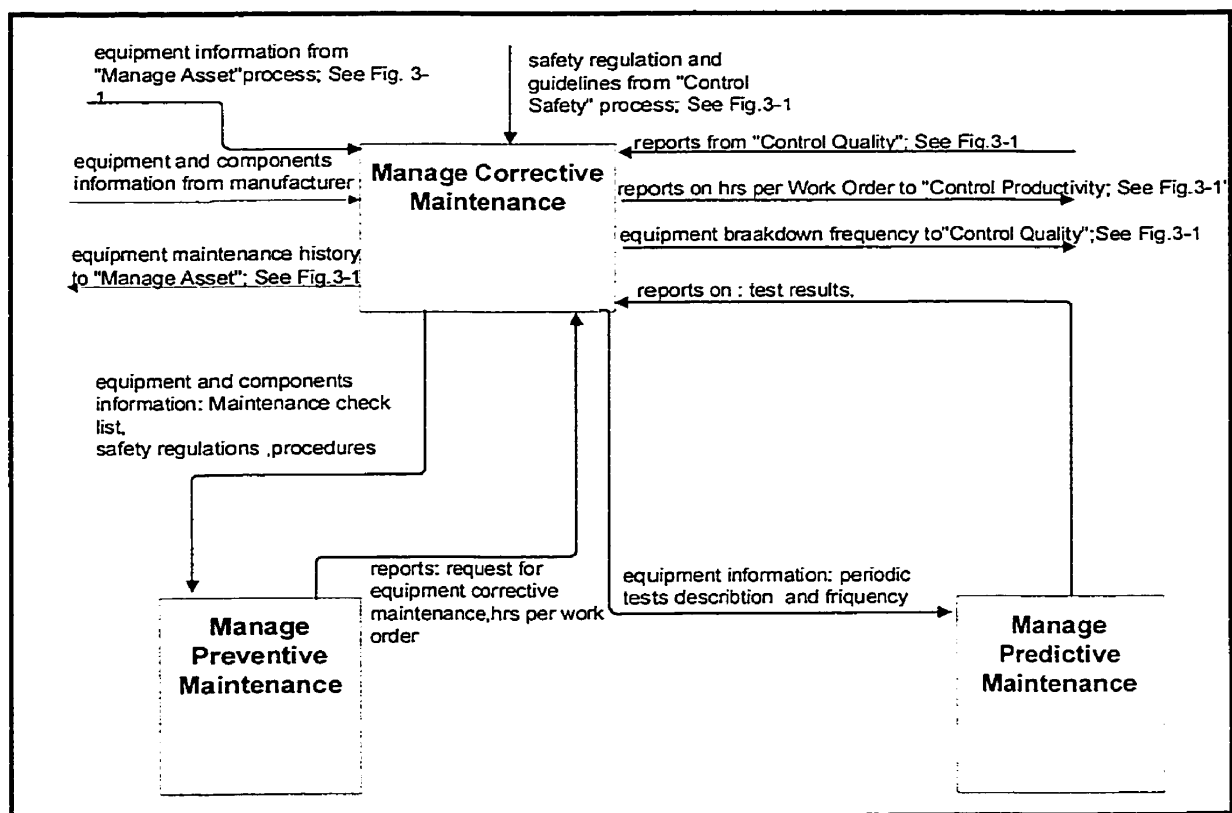 equipment information from
"Manage Asset"process; See Fig. 3-
1
safety regulation and
guidelines from "Control
Safety" process; See Fig.3-1
reports from "Control Quality"; See Fig.3-1
equipment and components
information from manufacturer
Manage Corrective
Maintenance
reports on hrs per Work Order to "Control Productivity; See Fig.3-1"
equipment braakdown frequency to"Control Quality";See Fig.3-1
equipment maintenance history
to "Manage Asset"; See Fig.3-1
reports on : test results,
equipment and components
information: Maintenance check
list,
safety regulations ,procedures
reports: request for
equipment corrective
maintenance,hrs per work
order
equipment information: periodic
tests describtion and friquency
Manage
Preventive
Maintenance
Manage
Predictive
Maintenance